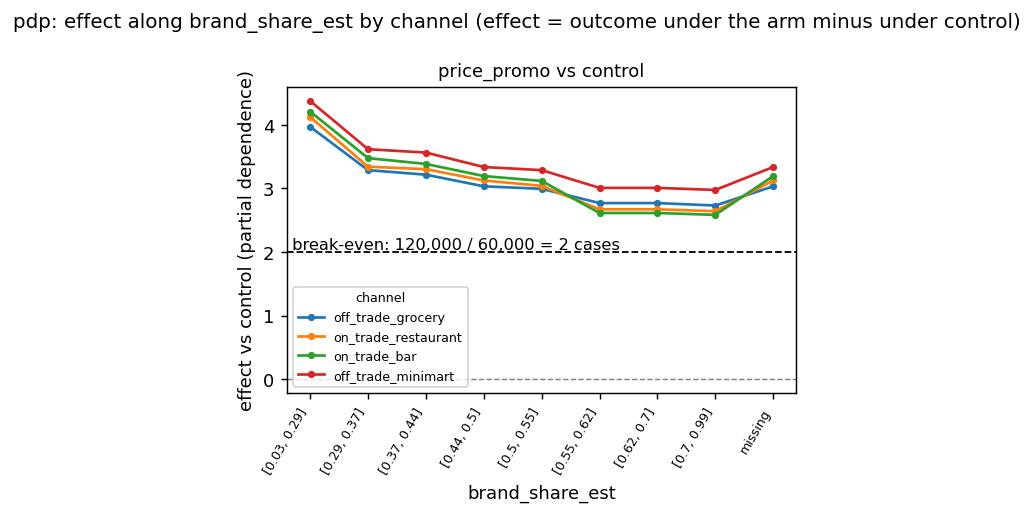 pdp: effect along brand_share_est by channel (effect = outcome under the arm minus under control)
price_promo vs control
effect vs control (partial dependence)
4
3
2
1
0
break-even: 120,000 / 60,000 = 2 cases
channel
off_trade_grocery
on_trade_restaurant
on_trade_bar
off_trade_minimart
[0.03, 0.29]
[0.29, 0.37]
[0.37, 0.44]
[0.44, 0.5]
[0.5, 0.55]
[0.55, 0.62]
[0.62, 0.7]
[0.7, 0.99]
missing
brand_share_est